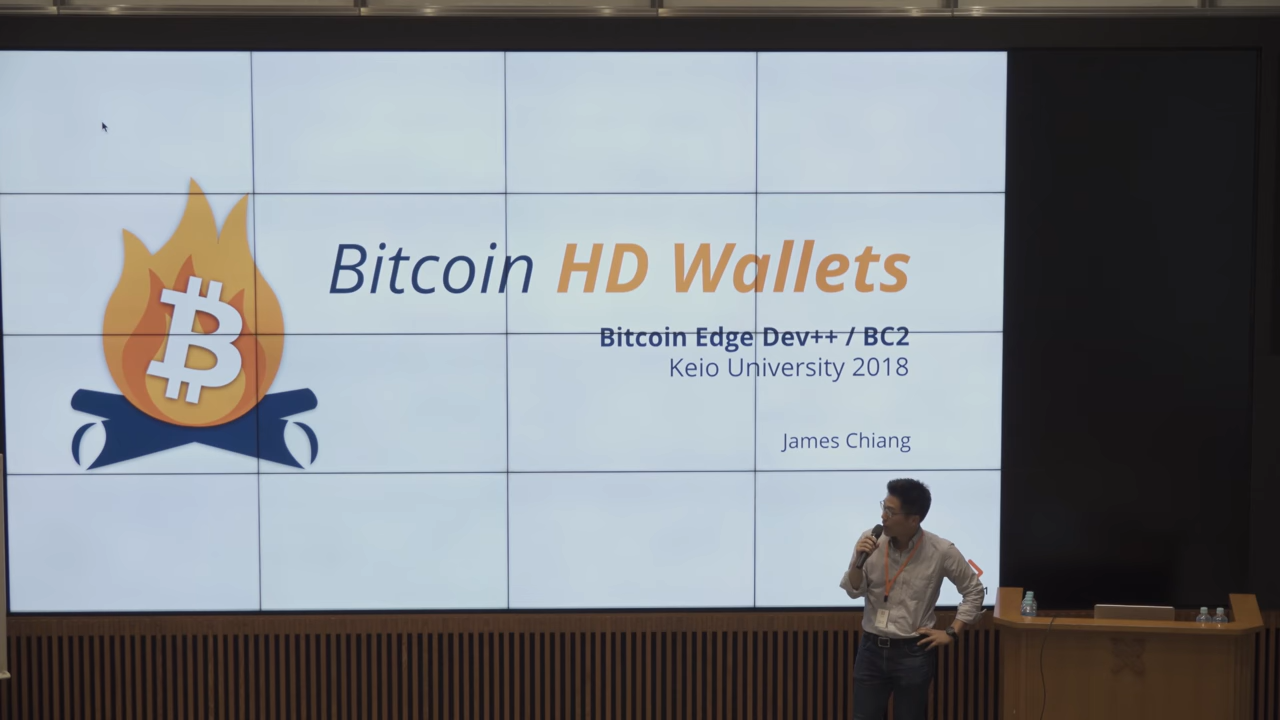 Bitcoin HD Wallets
Bitcoin Edge Dev++ / BC2
Keio University 2018
James Chiang